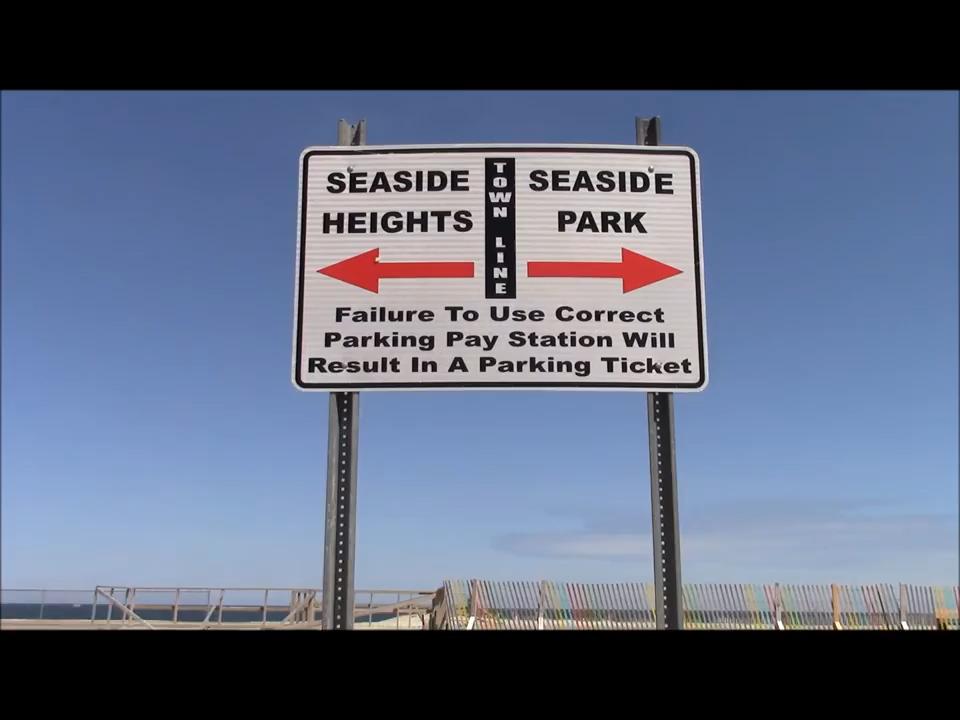 SEASIDE HEIGHTS
TOWN LINE
SEASIDE PARK
Failure To Use Correct
Parking Pay Station Will
Result In A Parking Ticket